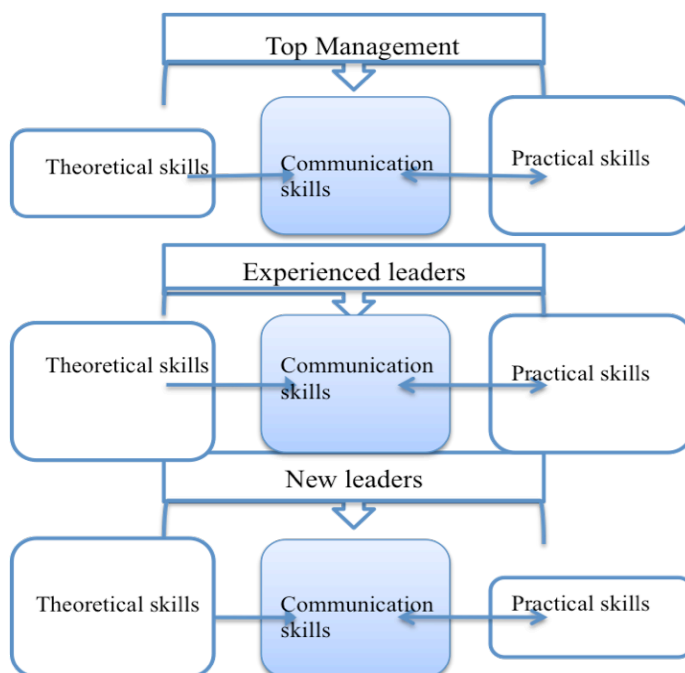 Top Management
Theoretical skills
Communication
skills
Practical skills
Experienced leaders
Theoretical skills
Communication
skills
Practical skills
New leaders
Theoretical skills
Communication
skills
Practical skills